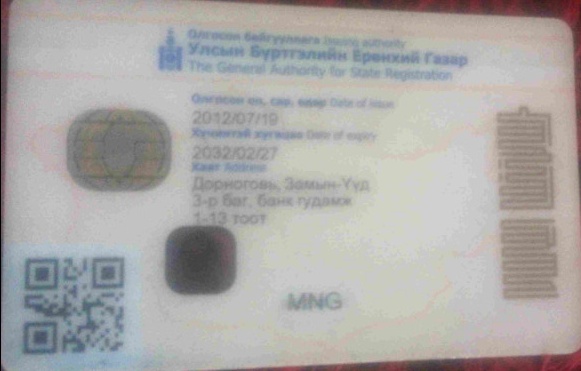 Олгосон байгууллага Issuing authority
Улсын Бүртгэлийн Ерөнхий Газар
The General Authority for State Registration
Олгосон он, сар, өдөр Date of issue
2012/07/19
Хүчинтэй хугацаа Date of expiry
2032/02/27
Хаяг Address
Дорноговь, Замын-Үүд
3-р баг, банк гудамж
1-13 тоот
MNG